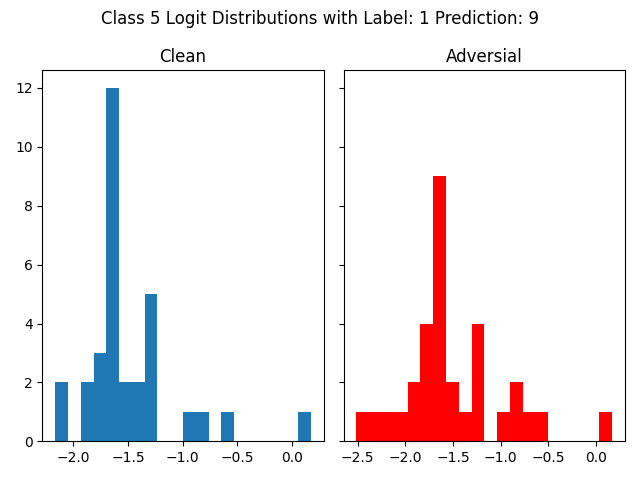 Class 5 Logit Distributions with Label: 1 Prediction: 9
Clean
Adversial
12
10
8
6
4
2
0
−2.0 −1.5 −1.0 −0.5 0.0
−2.5 −2.0 −1.5 −1.0 −0.5 0.0